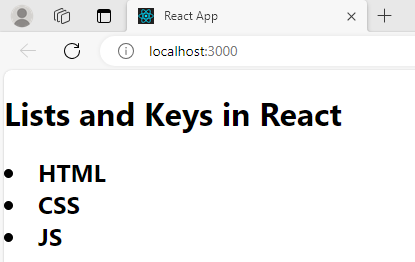 React App
localhost:3000
Lists and Keys in React
HTML
CSS
JS